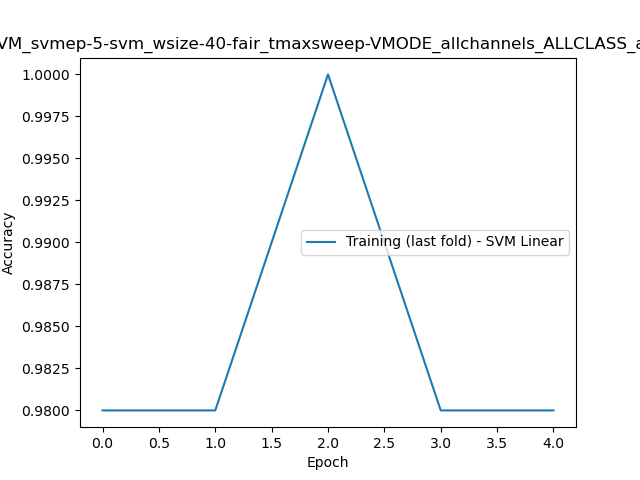 VM_svmep-5-svm_wsize-40-fair_tmaxsweep-VMODE_allchannels_ALLCLASS_a
1.0000
0.9975
0.9950
0.9925
0.9900
0.9875
0.9850
0.9825
0.9800
Accuracy
Training (last fold) - SVM Linear
0.0 0.5 1.0 1.5 2.0 2.5 3.0 3.5 4.0
Epoch